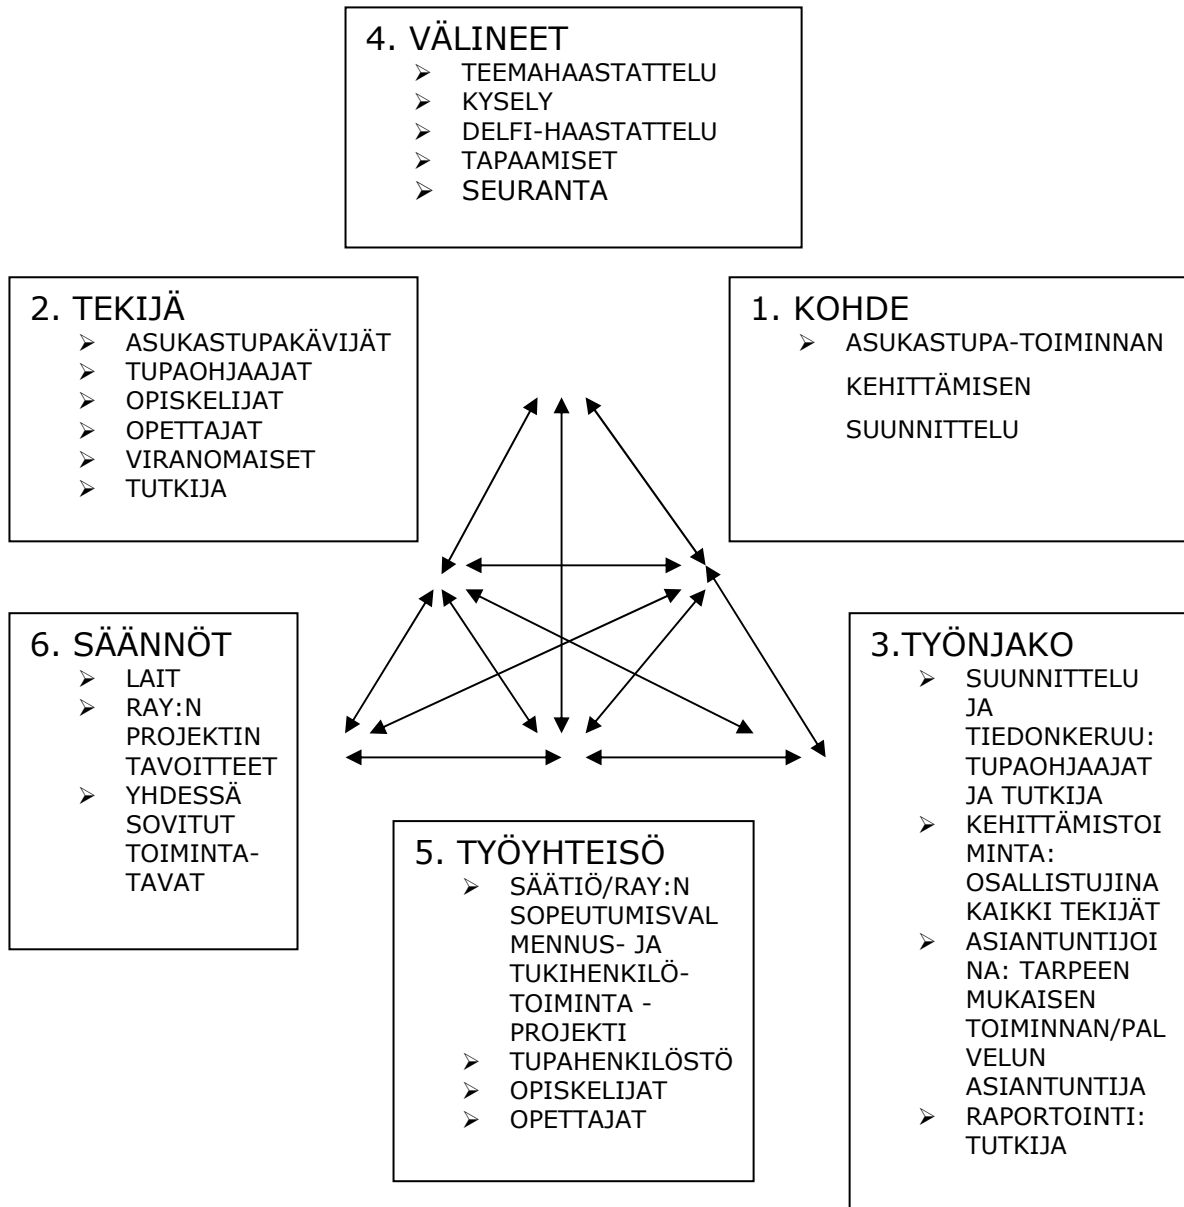 4. VÄLINEET
➢ TEEMAHAASTATTELU
➢ KYSELY
➢ DELFI-HAASTATTELU
➢ TAPAAMISET
➢ SEURANTA
2. TEKIJÄ
➢ ASUKASTUPAKÄVIJÄT
➢ TUPAOHJAAJAT
➢ OPISKELIJAT
➢ OPETTAJAT
➢ VIRANOMAISET
➢ TUTKIJA
1. KOHDE
➢ ASUKASTUPA-TOIMINNAN
KEHITTÄMISEN
SUUNNITTELU
6. SÄÄNNÖT
➢ LAIT
➢ RAY:N
PROJEKTIN
TAVOITTEET
➢ YHDESSÄ
SOVITUT
TOIMINTA-
TAVAT
5. TYÖYHTEISÖ
➢ SÄÄTIÖ/RAY:N
SOPEUTUMISVAL
MENNUS- JA
TUKIHENKILÖ-
TOIMINTA -
PROJEKTI
➢ TUPAHENKILÖSTÖ
➢ OPISKELIJAT
➢ OPETTAJAT
3.TYÖNJAKO
➢ SUUNNITTELU
JA
TIEDONKERUU:
TUPAOHJAAJAT
JA TUTKIJA
➢ KEHITTÄMISTOI
MINTA:
OSALLISTUJINA
KAIKKI TEKIJÄT
➢ ASIANTUNTIJOI
NA: TARPEEN
MUKAISEN
TOIMINNAN/PAL
VELUN
ASIANTUNTIJA
➢ RAPORTOINTI:
TUTKIJA